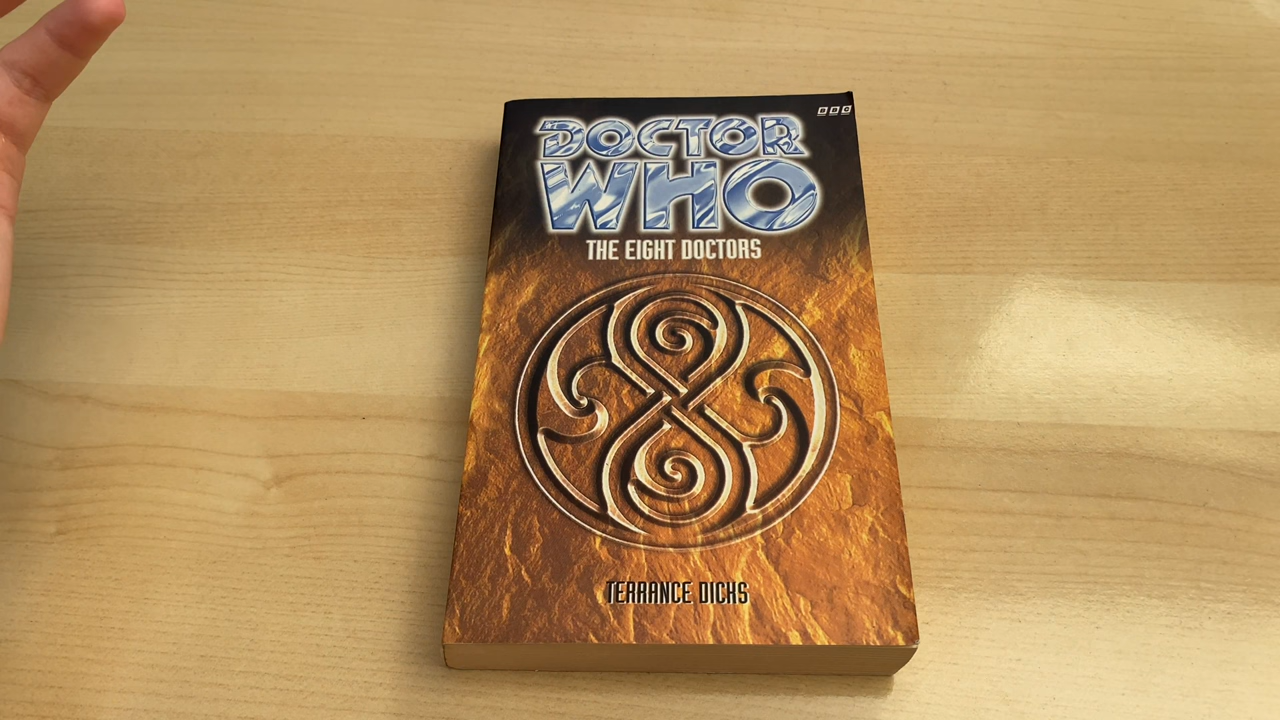 BBC
DOCTOR
WHO
THE EIGHT DOCTORS
TERRANCE DICKS